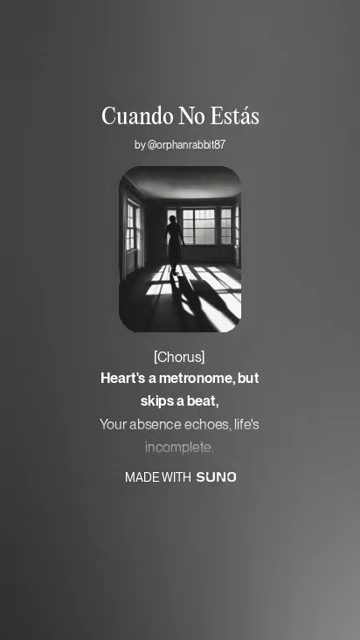 Cuando No Estás
by @orphanrabbit87
[Chorus]
Heart's a metronome, but
skips a beat,
Your absence echoes, life's
incomplete,
MADE WITH SUNO